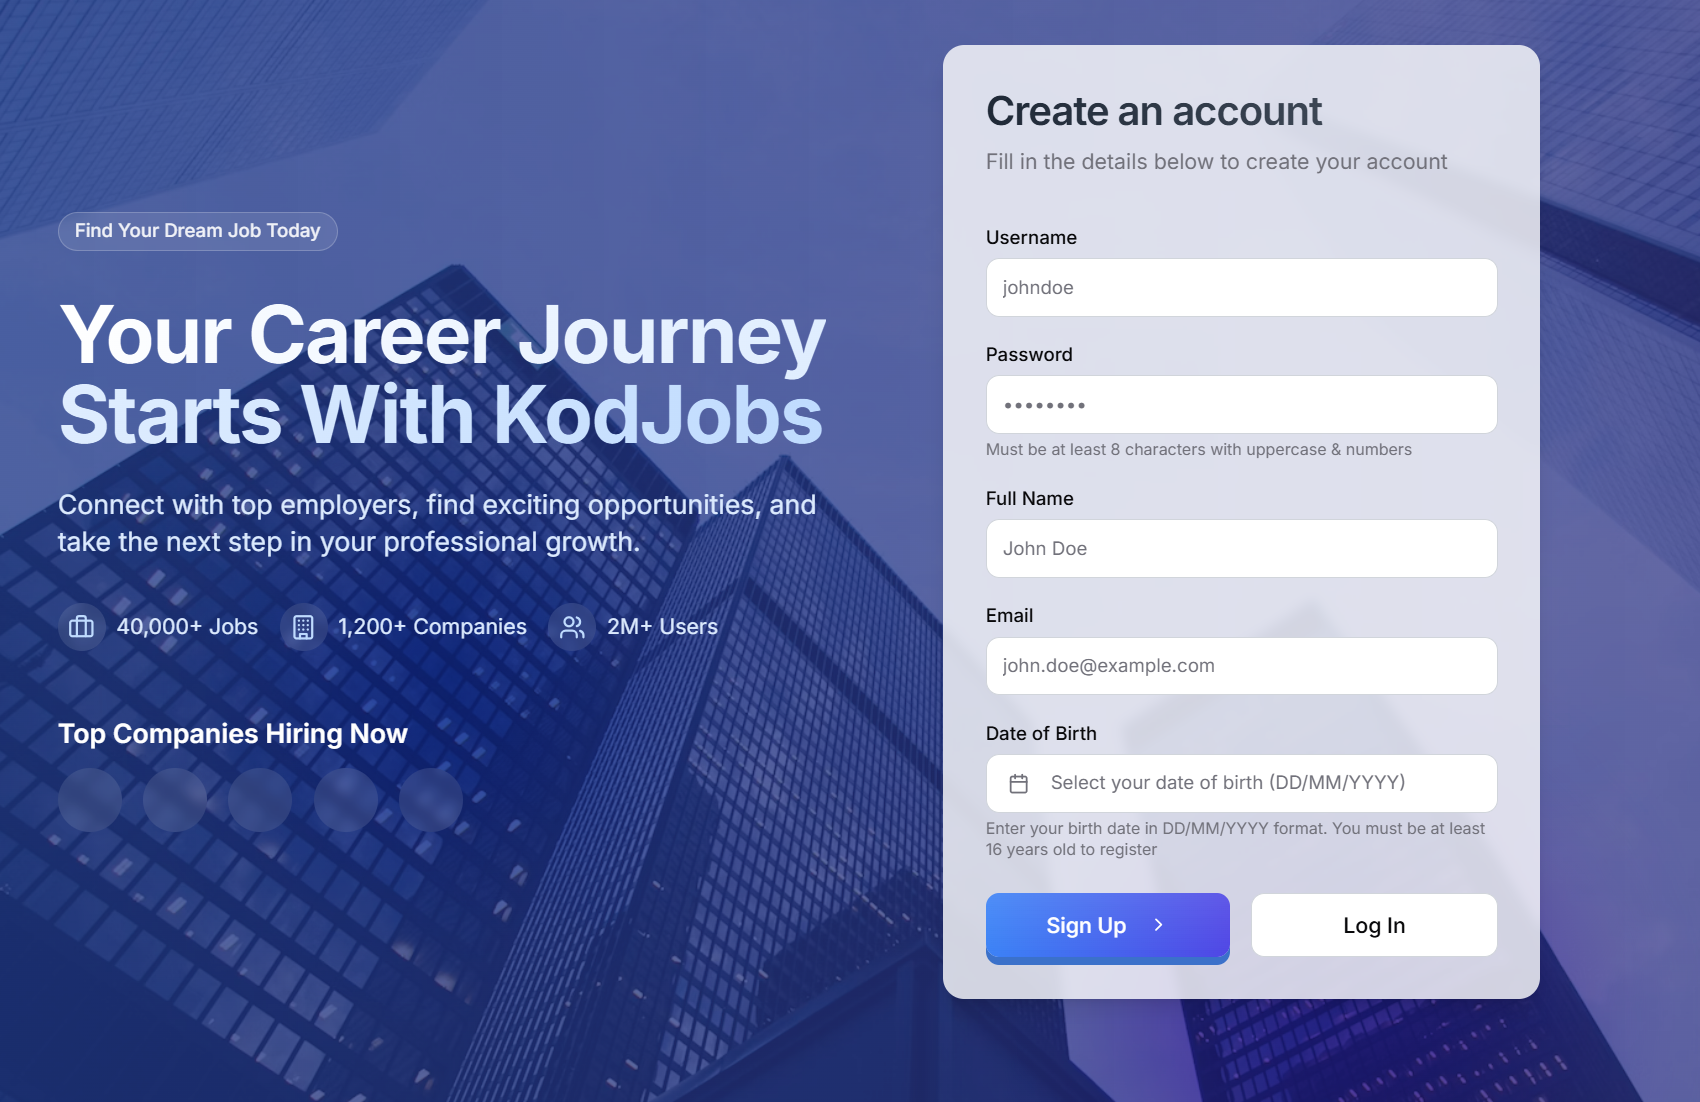 Find Your Dream Job Today
Your Career Journey
Starts With KodJobs
Connect with top employers, find exciting opportunities, and
take the next step in your professional growth.
40,000+ Jobs
1,200+ Companies
2M+ Users
Top Companies Hiring Now
Create an account
Fill in the details below to create your account
Username
johndoe
Password
••••••••
Must be at least 8 characters with uppercase & numbers
Full Name
John Doe
Email
john.doe@example.com
Date of Birth
Select your date of birth (DD/MM/YYYY)
Enter your birth date in DD/MM/YYYY format. You must be at least
16 years old to register
Sign Up
Log In